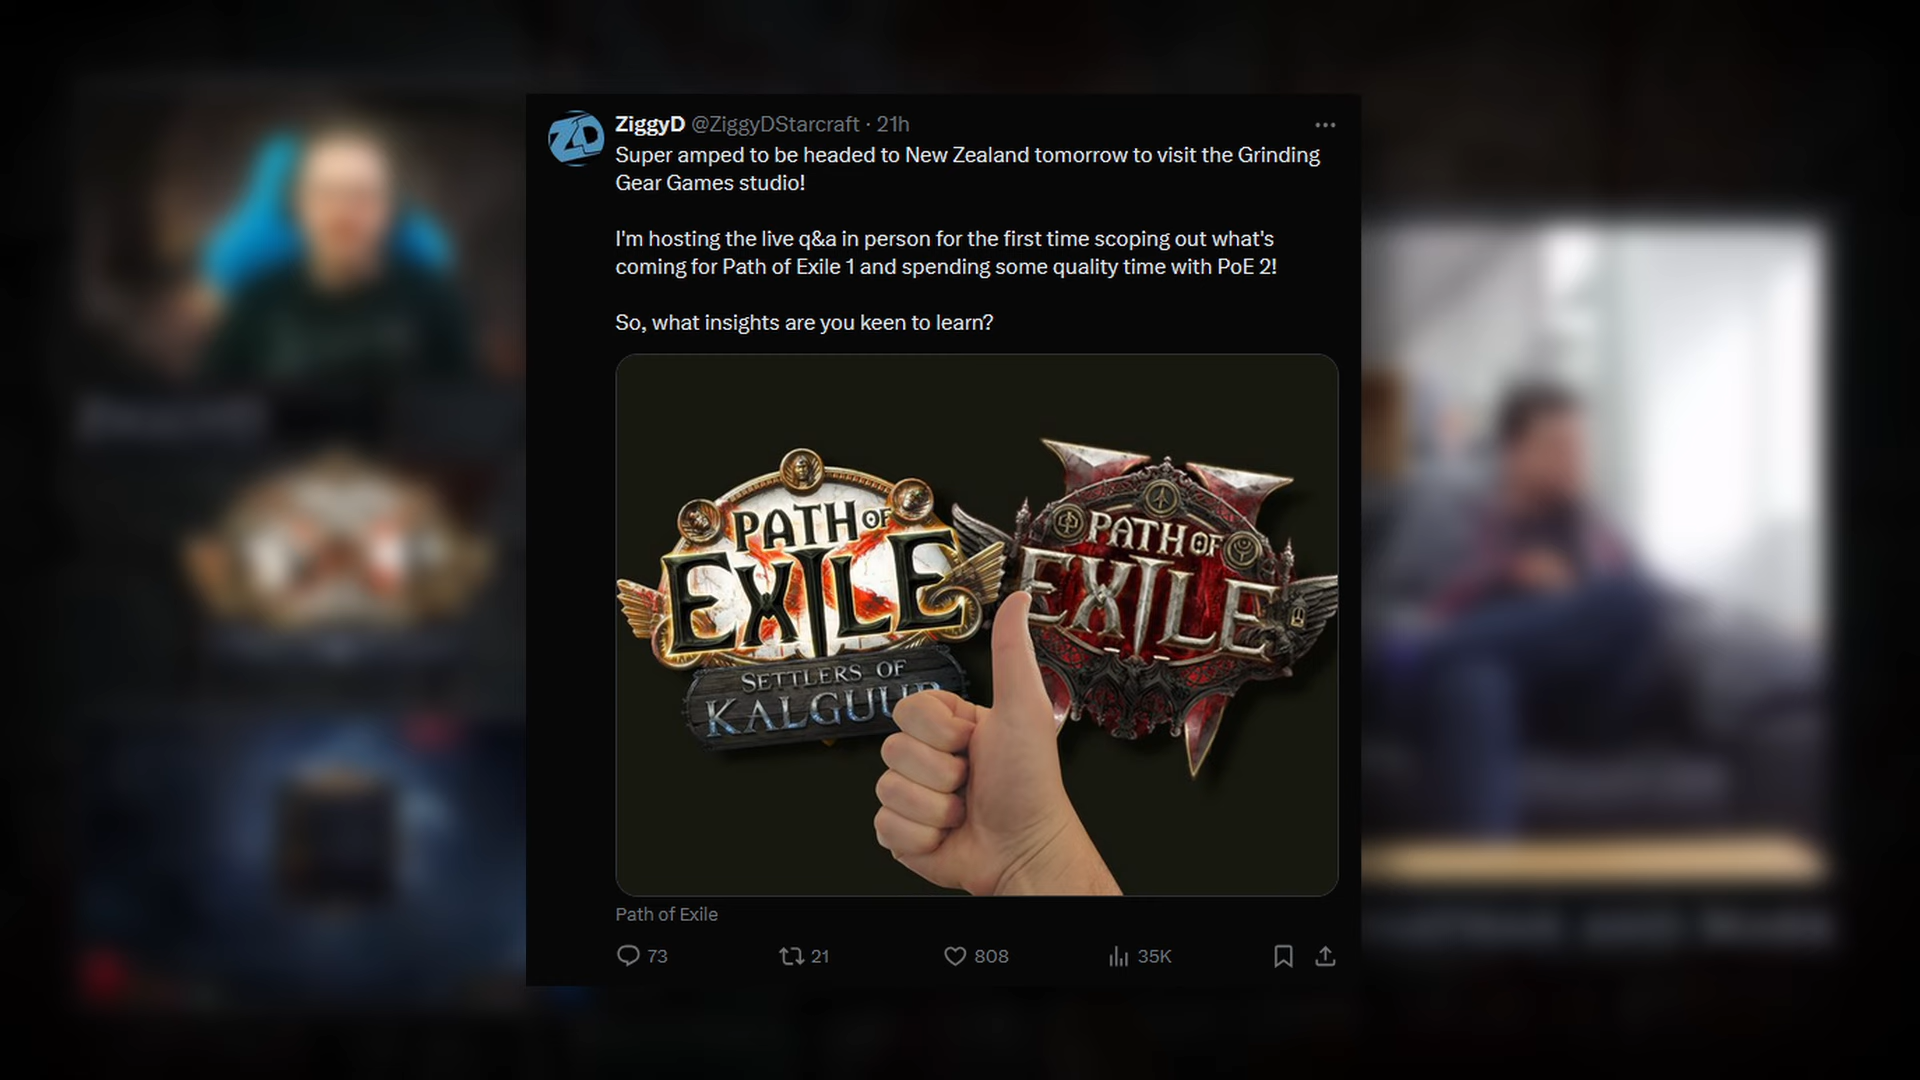 ZiggyD @ZiggyDStarcraft · 21h
Super amped to be headed to New Zealand tomorrow to visit the Grinding
Gear Games studio!
I'm hosting the live q&a in person for the first time scoping out what's
coming for Path of Exile 1 and spending some quality time with PoE 2!
So, what insights are you keen to learn?
PATH OF
EXILE
SETTLERS OF
KALGUU
PATH OF
EXILE
Path of Exile
73 21 808 35K